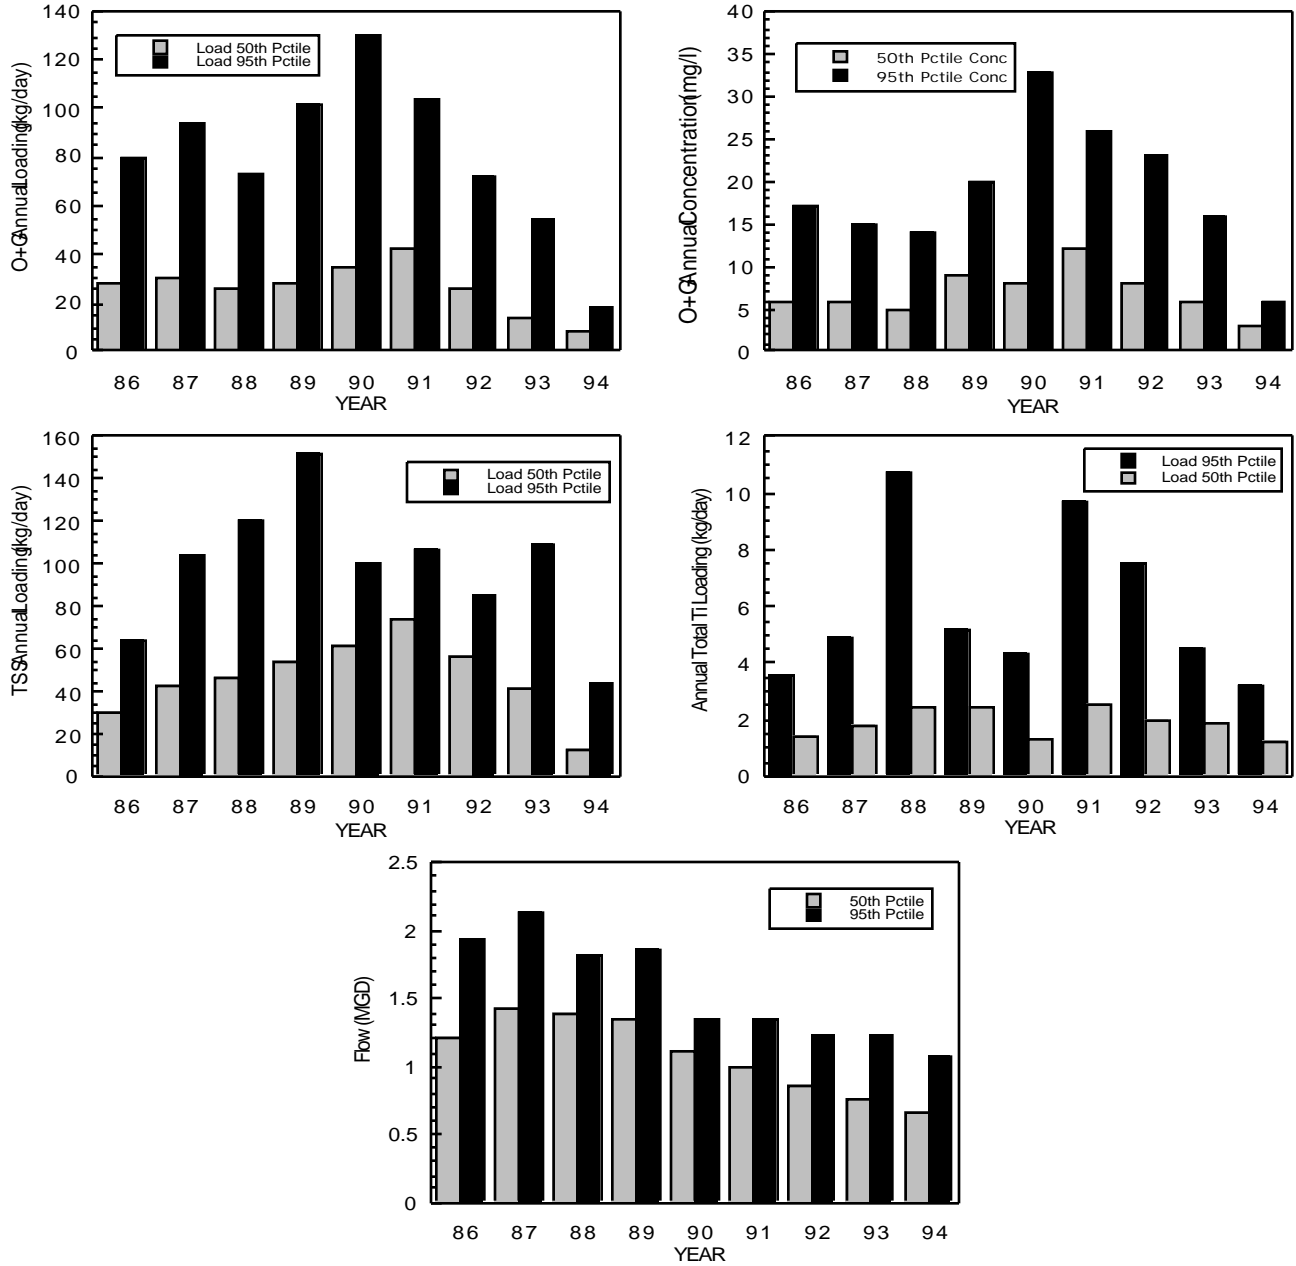 140
120
100
80
60
40
20
0
O+G Annual Loading (kg/day)
Load 50th Pctile
Load 95th Pctile
86 87 88 89 90 91 92 93 94
YEAR
40
35
30
25
20
15
10
5
0
O+G Annual Concentration (mg/l)
50th Pctile Conc
95th Pctile Conc
86 87 88 89 90 91 92 93 94
YEAR
160
140
120
100
80
60
40
20
0
TSS Annual Loading (kg/day)
Load 50th Pctile
Load 95th Pctile
86 87 88 89 90 91 92 93 94
YEAR
12
10
8
6
4
2
0
Annual Total Ti Loading (kg/day)
Load 95th Pctile
Load 50th Pctile
86 87 88 89 90 91 92 93 94
YEAR
2.5
2
1.5
1
0.5
0
Flow (MGD)
50th Pctile
95th Pctile
86 87 88 89 90 91 92 93 94
YEAR